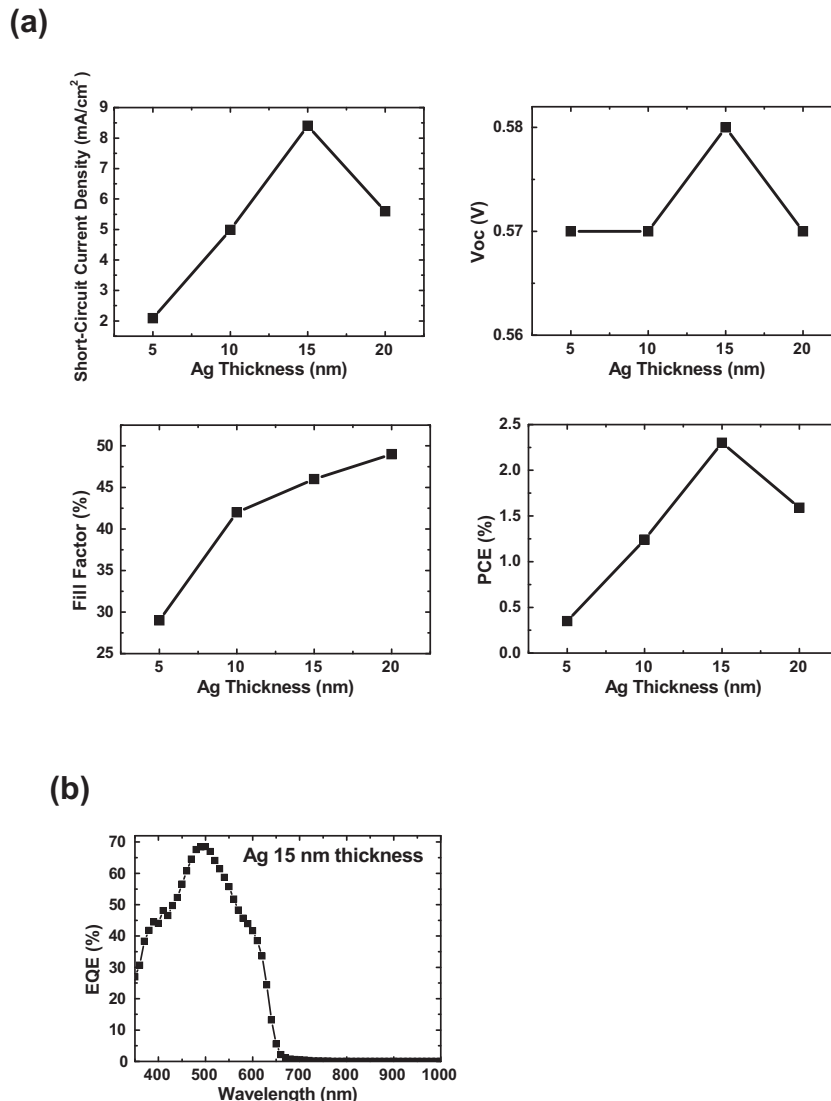 (a)
Short-Circuit Current Density (mA/cm²)
9
8
7
6
5
4
3
2
5 10 15 20
Ag Thickness (nm)
Voc (V)
0.58
0.57
0.56
5 10 15 20
Ag Thickness (nm)
Fill Factor (%)
50
45
40
35
30
25
5 10 15 20
Ag Thickness (nm)
PCE (%)
2.5
2.0
1.5
1.0
0.5
0.0
5 10 15 20
Ag Thickness (nm)
(b)
Ag 15 nm thickness
EQE (%)
70
60
50
40
30
20
10
0
400 500 600 700 800 900 1000
Wavelength (nm)